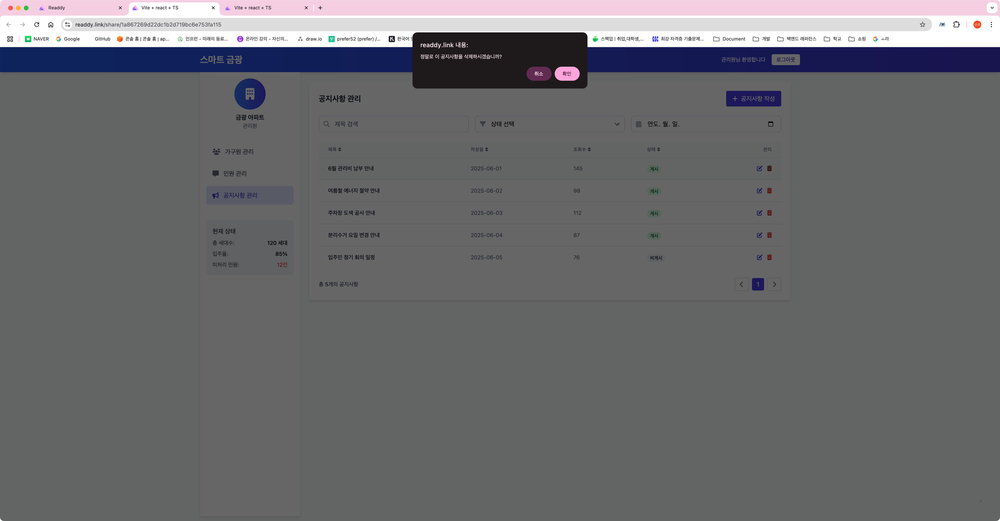 Readdy
Vite + react + TS
Vite + react + TS
readdy.link/share/1a867269d22dc1b2d719bc6e753fa115
선호
NAVER
Google
GitHub
콘솔 홈 | 콘솔 홈 | ap...
인프런 - 미래의 동료...
온라인 강의 - 자신의...
draw.io
prefer52 (prefer) /...
한국어
스펙업 | 취업,대학생,...
최강 자격증 기출문제...
Document
개발
백엔드 래퍼런스
학교
쇼핑
ㅗ라
readdy.link 내용:
정말로 이 공지사항을 삭제하시겠습니까?
취소
확인
스마트 금광
관리원님 환영합니다
로그아웃
금광 아파트
관리원
가구원 관리
민원 관리
공지사항 관리
현재 상태
총 세대수: 120 세대
입주율: 85%
미처리 민원: 12건
공지사항 관리
공지사항 작성
제목 검색
상태 선택
연도. 월. 일.
제목 작성일 조회수 상태 관리
6월 관리비 납부 안내 2025-06-01 145 게시
여름철 에너지 절약 안내 2025-06-02 98 게시
주차장 도색 공사 안내 2025-06-03 112 게시
분리수거 요일 변경 안내 2025-06-04 87 게시
입주민 정기 회의 일정 2025-06-05 76 비게시
총 5개의 공지사항
1